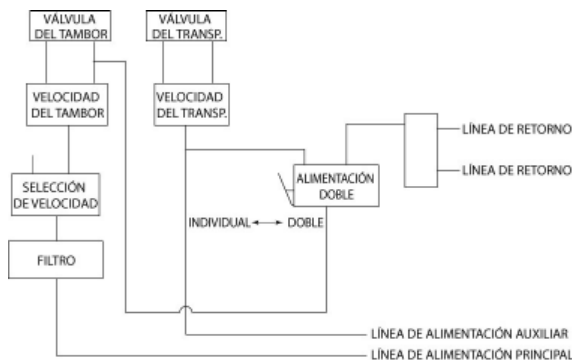 VÁLVULA
DEL TAMBOR
VÁLVULA
DEL TRANSP.
VELOCIDAD
DEL TAMBOR
VELOCIDAD
DEL TRANSP.
LÍNEA DE RETORNO
LÍNEA DE RETORNO
SELECCIÓN
DE VELOCIDAD
ALIMENTACIÓN
DOBLE
INDIVIDUAL ↔ DOBLE
FILTRO
LÍNEA DE ALIMENTACIÓN AUXILIAR
LÍNEA DE ALIMENTACIÓN PRINCIPAL